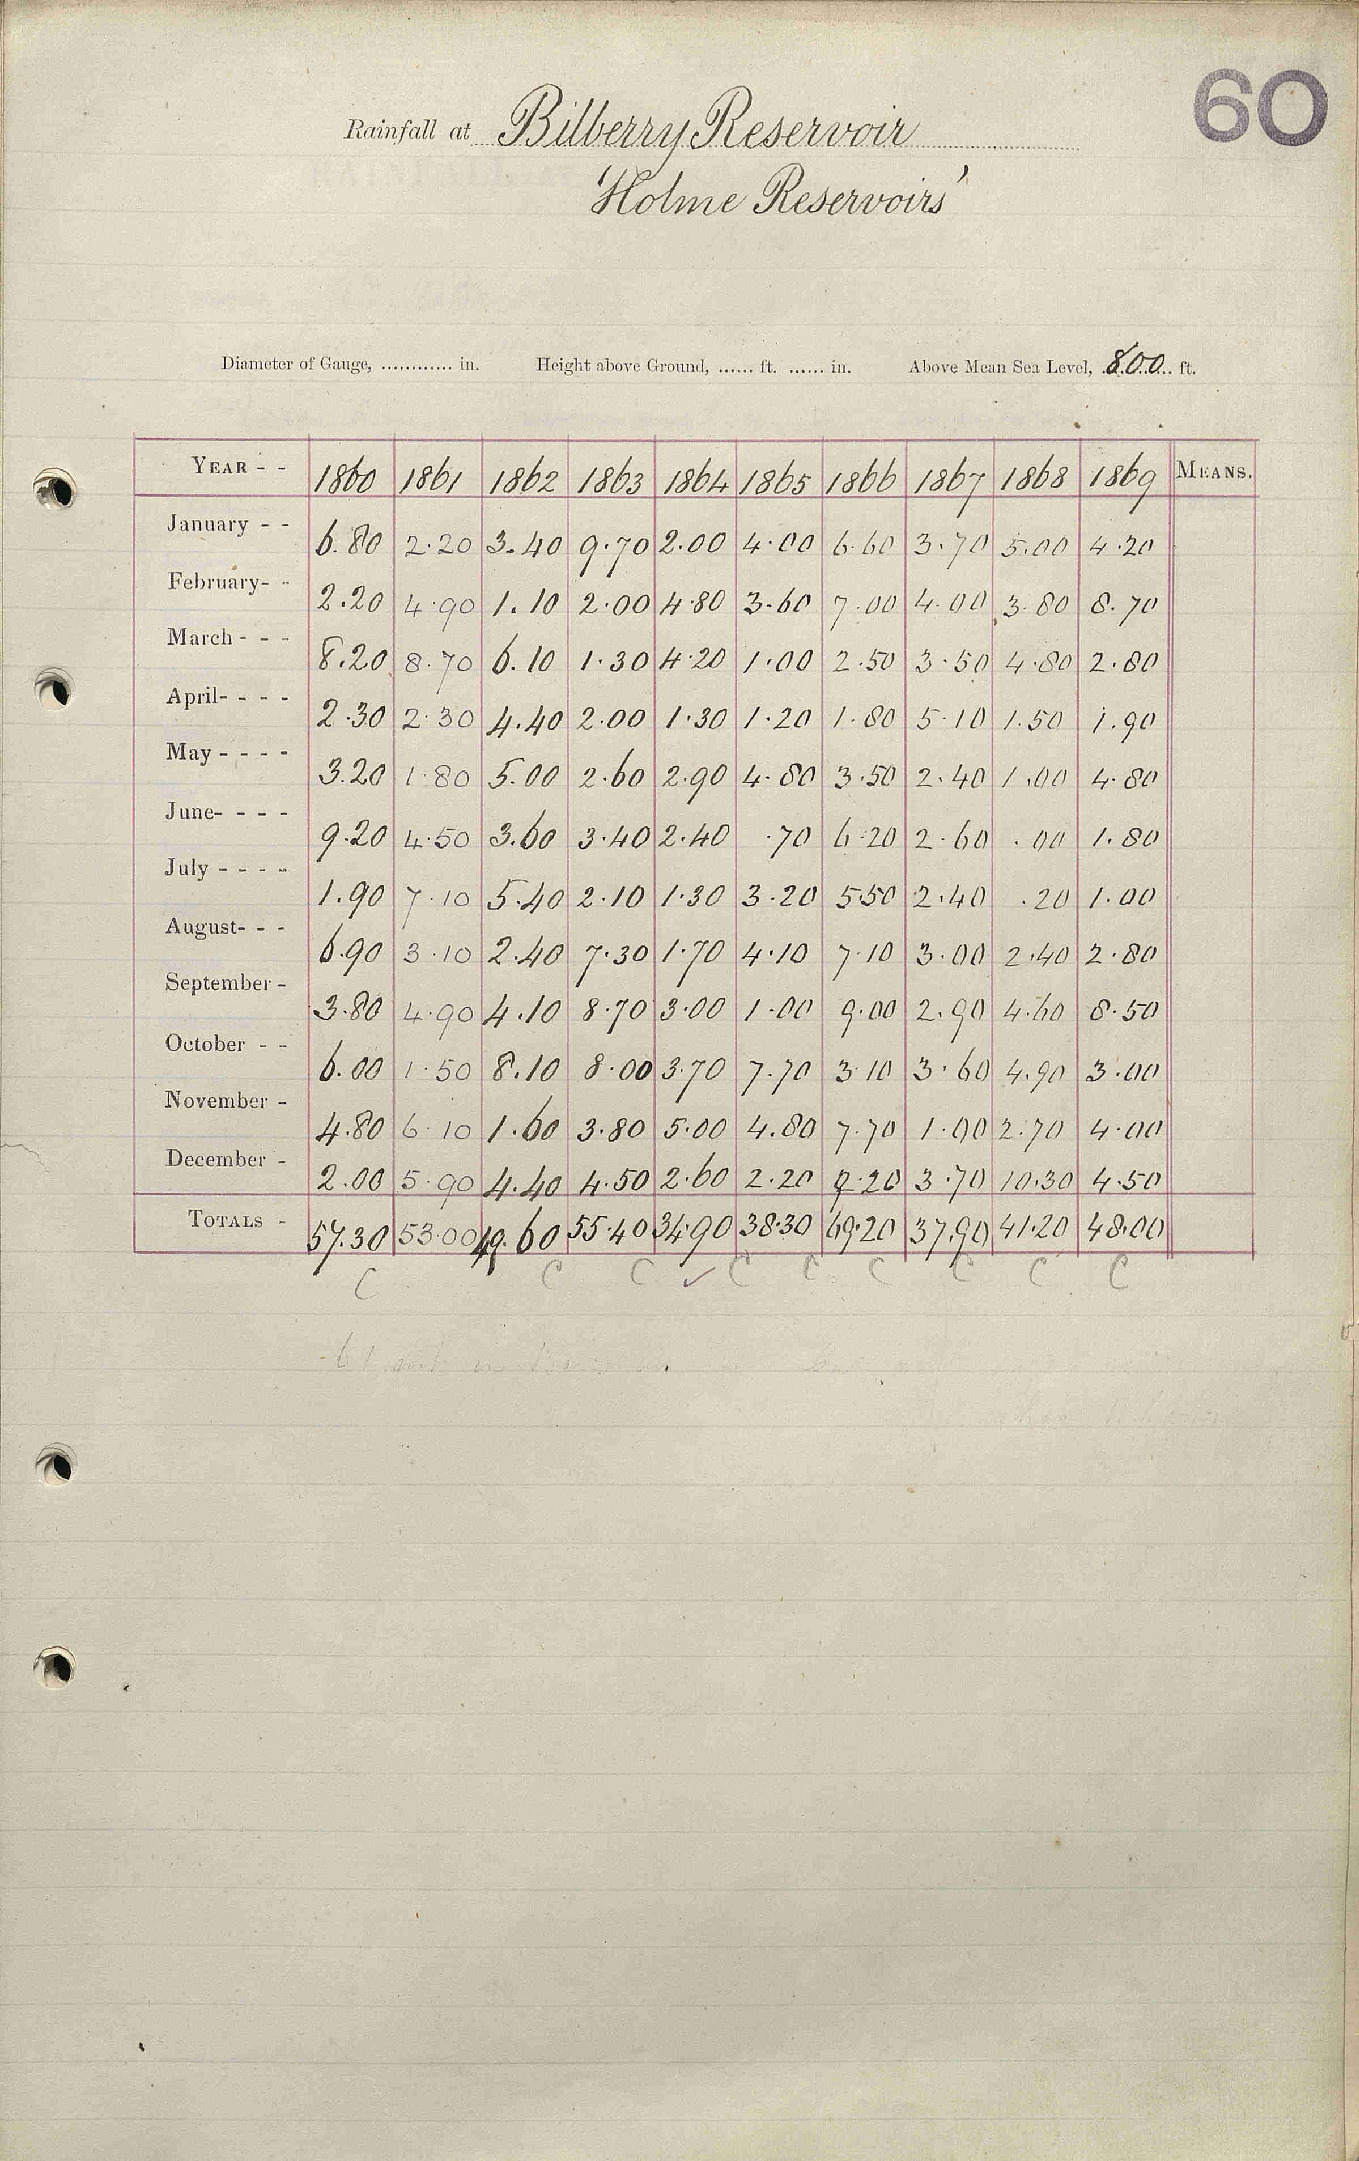 60
Rainfall at Bilberry Reservoir
'Holme Reservoirs'
Diameter of Gauge, ............ in. Height above Ground, ...... ft. ...... in. Above Mean Sea Level, 800 ft.
YEAR - - 1860 1861 1862 1863 1864 1865 1866 1867 1868 1869 MEANS.
January - - 6.80 2.20 3.40 9.70 2.00 4.00 6.60 3.70 5.00 4.20
February- - 2.20 4.90 1.10 2.00 4.80 3.60 7.00 4.00 3.80 8.70
March - - - 8.20 8.70 6.10 1.30 4.20 1.00 2.50 3.50 4.80 2.80
April- - - - 2.30 2.30 4.40 2.00 1.30 1.20 1.80 5.10 1.50 1.90
May - - - - 3.20 1.80 5.00 2.60 2.90 4.80 3.50 2.40 1.00 4.80
June- - - - 9.20 4.50 3.60 3.40 2.40 .70 6.20 2.60 .00 1.80
July - - - - 1.90 7.10 5.40 2.10 1.30 3.20 5.50 2.40 .20 1.00
August- - - 6.90 3.10 2.40 7.30 1.70 4.10 7.10 3.00 2.40 2.80
September - 3.80 4.90 4.10 8.70 3.00 1.00 9.00 2.90 4.60 8.50
October - - 6.00 1.50 8.10 8.00 3.70 7.70 3.10 3.60 4.90 3.00
November - 4.80 6.10 1.60 3.80 5.00 4.80 7.70 1.00 2.70 4.00
December - 2.00 5.90 4.40 4.50 2.60 2.20 9.20 3.70 10.30 4.50
TOTALS - 57.30 53.00 49.60 55.40 34.90 38.30 69.20 37.90 41.20 48.00
C C C ✓ C C C C C C